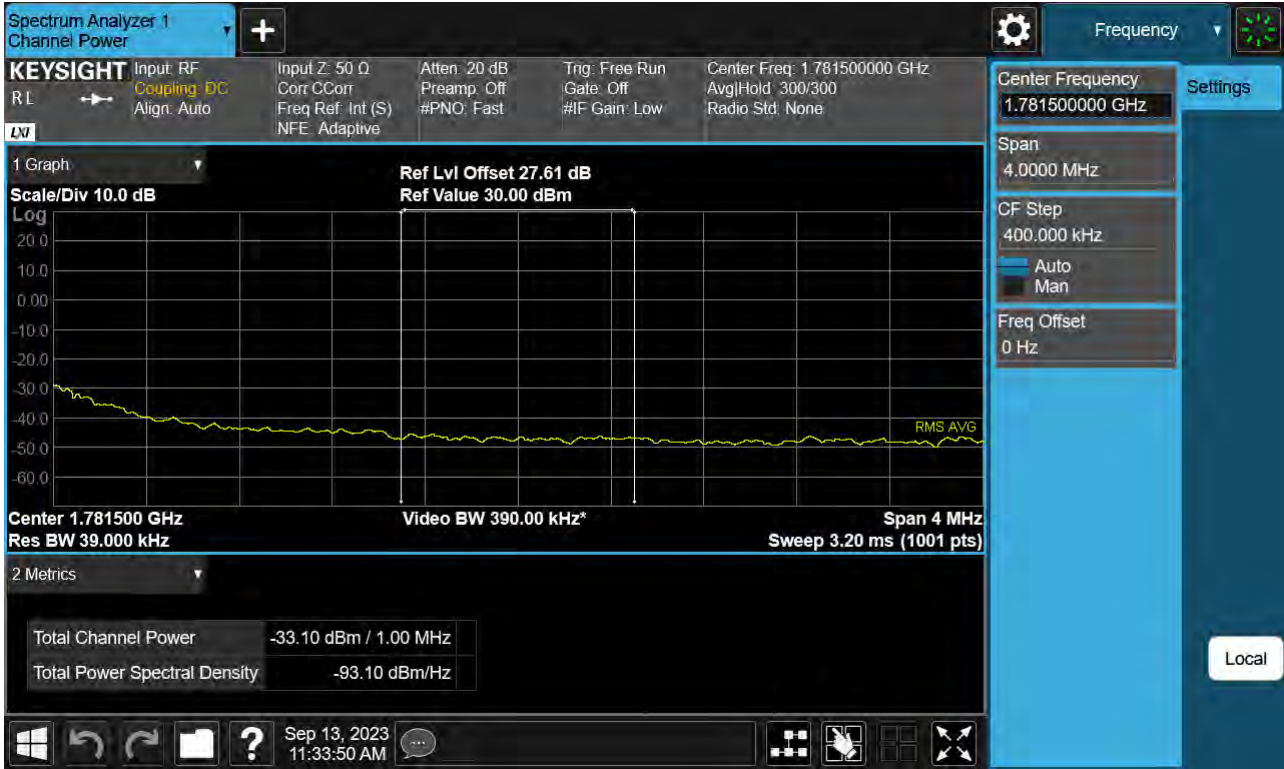 Spectrum Analyzer 1
Channel Power
+
Frequency
KEYSIGHT
R L
LXI
Input: RF
Coupling: DC
Align: Auto
Input Z: 50 Ω
Corr CCorr
Freq Ref: Int (S)
NFE: Adaptive
Atten: 20 dB
Preamp: Off
#PNO: Fast
Trig: Free Run
Gate: Off
#IF Gain: Low
Center Freq: 1.781500000 GHz
Avg|Hold: 300/300
Radio Std: None
1 Graph
Scale/Div 10.0 dB
Ref Lvl Offset 27.61 dB
Ref Value 30.00 dBm
Log
20.0
10.0
0.00
-10.0
-20.0
-30.0
-40.0
-50.0
-60.0
RMS AVG
Center 1.781500 GHz
Res BW 39.000 kHz
Video BW 390.00 kHz*
Span 4 MHz
Sweep 3.20 ms (1001 pts)
2 Metrics
Total Channel Power -33.10 dBm / 1.00 MHz
Total Power Spectral Density -93.10 dBm/Hz
Center Frequency
1.781500000 GHz
Span
4.0000 MHz
CF Step
400.000 kHz
Auto
Man
Freq Offset
0 Hz
Settings
Local
?
Sep 13, 2023
11:33:50 AM